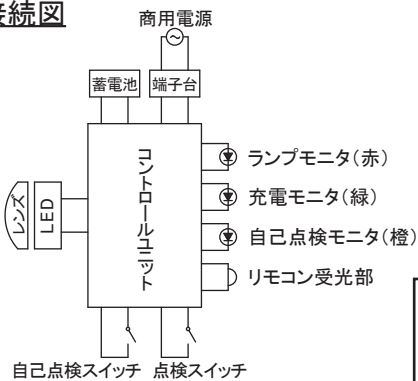 接続図
商用電源
蓄電池 端子台
コントロールユニット
レンズ
LED
ランプモニタ(赤)
充電モニタ(緑)
自己点検モニタ(橙)
リモコン受光部
自己点検スイッチ 点検スイッチ